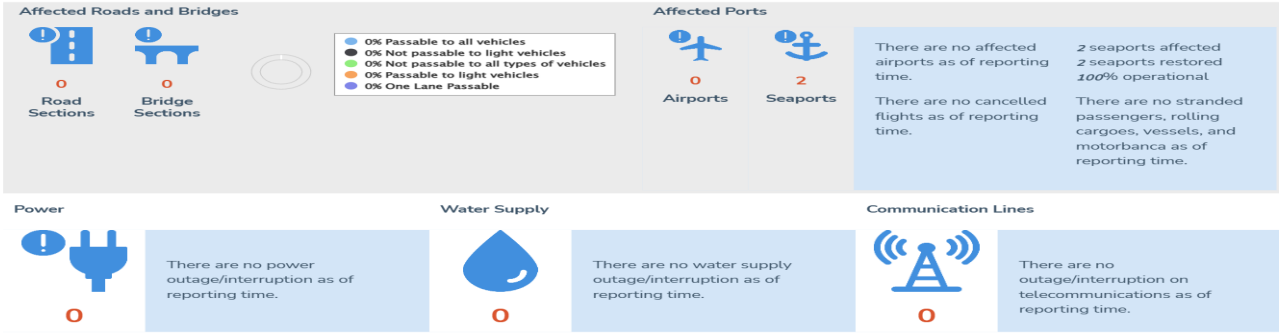 Affected Roads and Bridges
0
Road
Sections
0
Bridge
Sections
0% Passable to all vehicles
0% Not passable to light vehicles
0% Not passable to all types of vehicles
0% Passable to light vehicles
0% One Lane Passable
Affected Ports
0
Airports
2
Seaports
There are no affected
airports as of reporting
time.
There are no cancelled
flights as of reporting
time.
2 seaports affected
2 seaports restored
100% operational
There are no stranded
passengers, rolling
cargoes, vessels, and
motorbanca as of
reporting time.
Power
0
There are no power
outage/interruption as of
reporting time.
Water Supply
0
There are no water supply
outage/interruption as of
reporting time.
Communication Lines
0
There are no
outage/interruption on
telecommunications as of
reporting time.